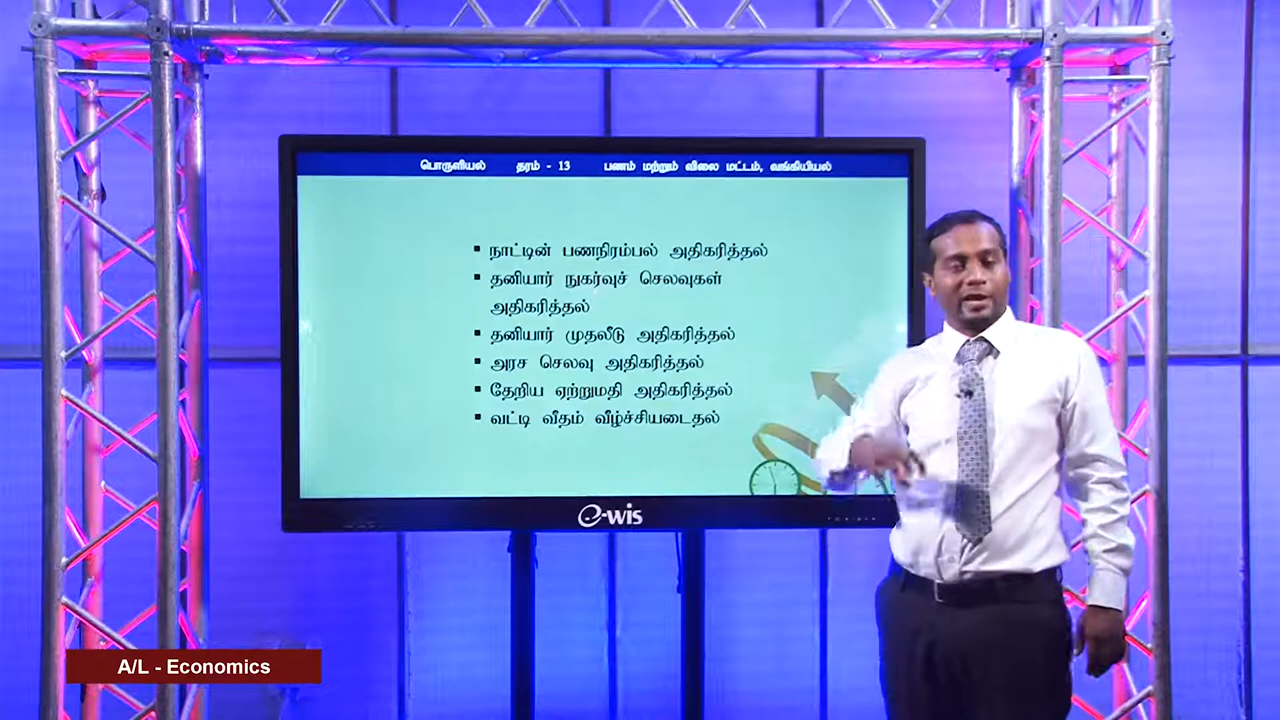 பொருளியல் தரம் - 13 பணம் மற்றும் விலை மட்டம், வங்கியியல்
▪ நாட்டின் பணநிரம்பல் அதிகரித்தல்
▪ தனியார் நுகர்வுச் செலவுகள்
அதிகரித்தல்
▪ தனியார் முதலீடு அதிகரித்தல்
▪ அரச செலவு அதிகரித்தல்
▪ தேறிய ஏற்றுமதி அதிகரித்தல்
▪ வட்டி வீதம் வீழ்ச்சியடைதல்
e-wis
A/L - Economics